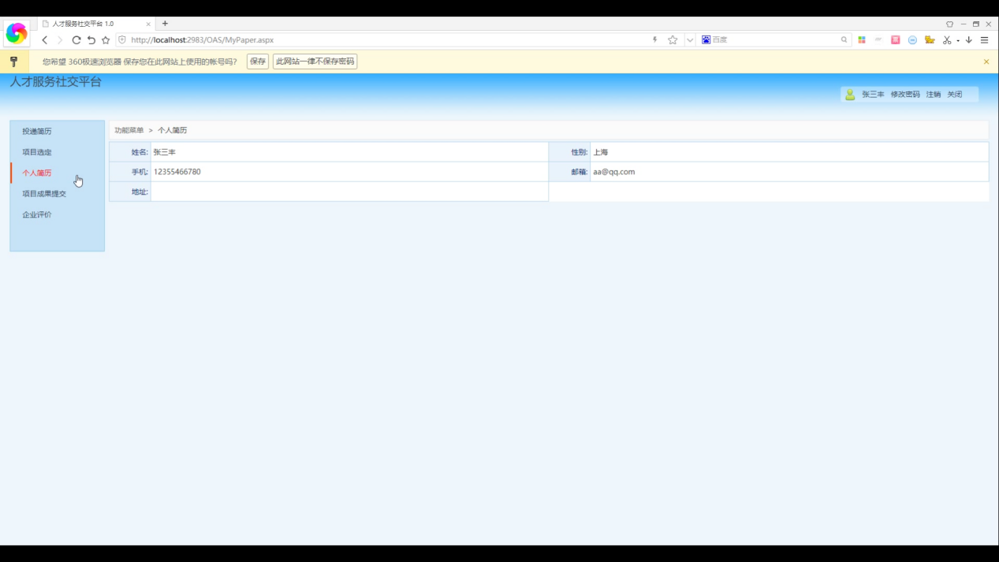 人才服务社交平台 1.0
http://localhost:2983/OAS/MyPaper.aspx
百度
您希望 360极速浏览器 保存您在此网站上使用的帐号吗?
保存
此网站一律不保存密码
人才服务社交平台
张三丰 修改密码 注销 关闭
投递简历
项目选定
个人简历
项目成果提交
企业评价
功能菜单 > 个人简历
姓名: 张三丰
性别: 上海
手机: 12355466780
邮箱: aa@qq.com
地址: